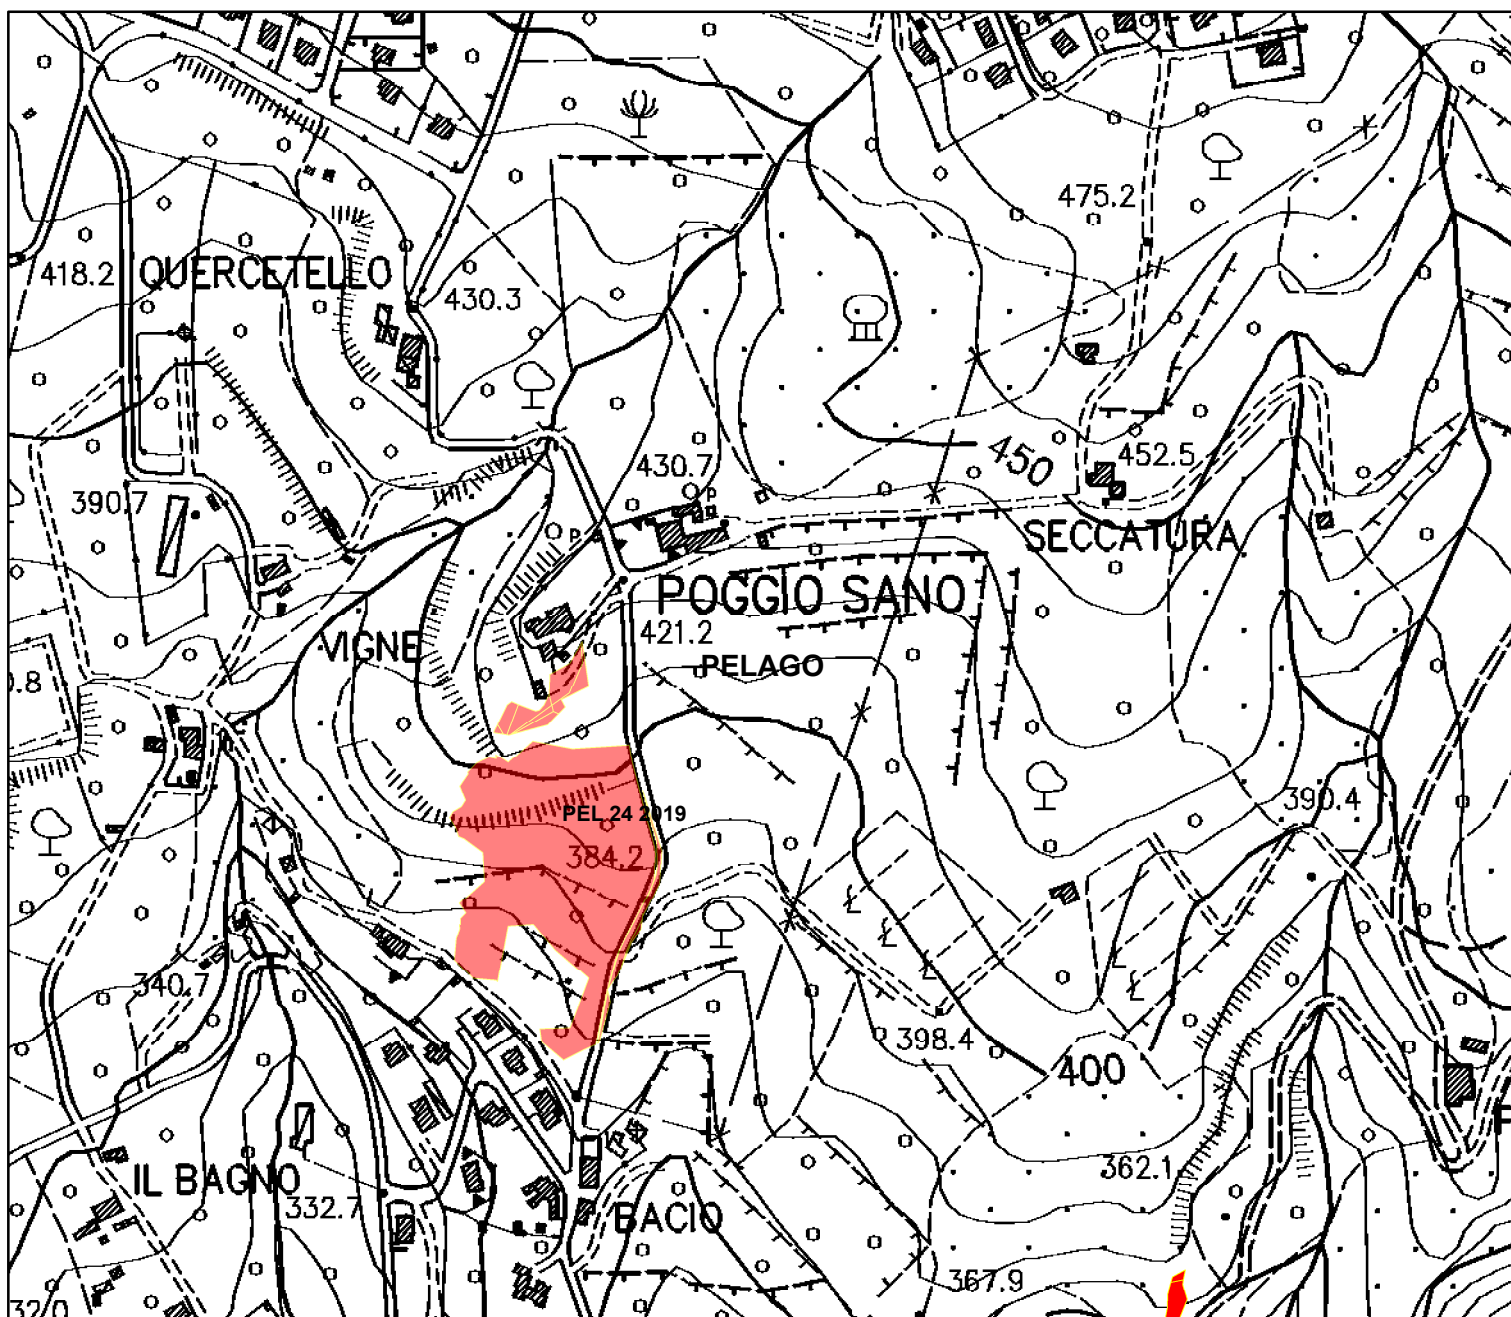 475.2
418.2
QUERCETELLO
430.3
450
430.7
452.5
390.7
SECCATURA
POGGIO SANO
421.2
VIGNE
PELAGO
390.4
PEL 24 2019
384.2
340.7
398.4
400
362.1
IL BAGNO
332.7
BACIO
367.9